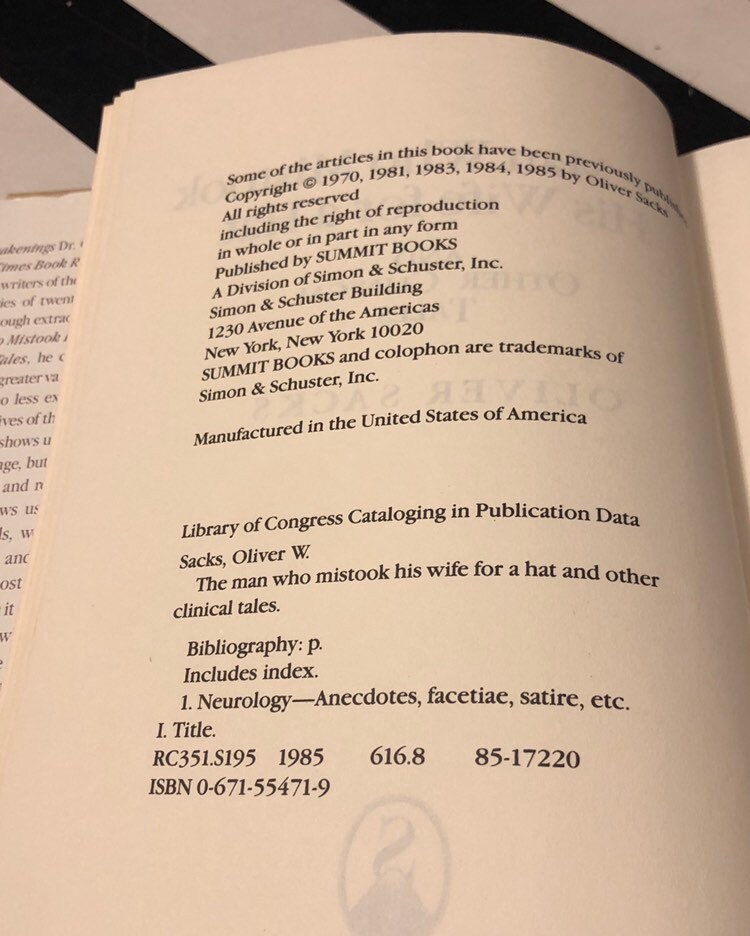 Some of the articles in this book have been previously
Copyright © 1970, 1981, 1983, 1984, 1985 by Oliver Sacks
All rights reserved
including the right of reproduction
in whole or in part in any form
Published by SUMMIT BOOKS
A Division of Simon & Schuster, Inc.
Simon & Schuster Building
1230 Avenue of the Americas
New York, New York 10020
SUMMIT BOOKS and colophon are trademarks of
Simon & Schuster, Inc.
Manufactured in the United States of America
Library of Congress Cataloging in Publication Data
Sacks, Oliver W.
The man who mistook his wife for a hat and other
clinical tales.
Bibliography: p.
Includes index.
1. Neurology—Anecdotes, facetiae, satire, etc.
I. Title.
RC351.S195 1985 616.8 85-17220
ISBN 0-671-55471-9